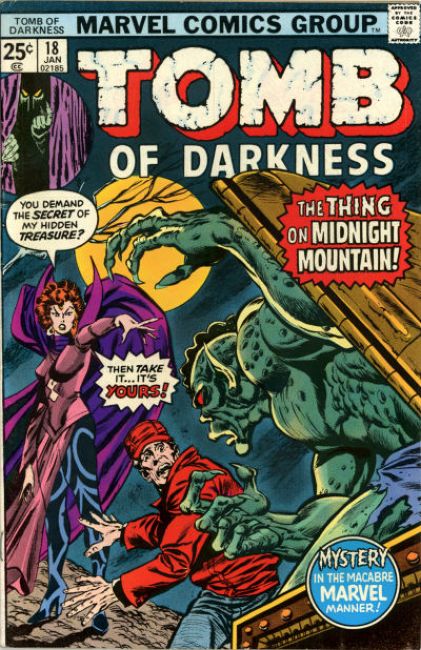 TOMB OF
DARKNESS
MARVEL COMICS GROUP™
APPROVED
BY THE
COMICS
CODE
AUTHORITY
25¢
18
JAN
02185
CC
TOMB
OF DARKNESS
THE THING
ON MIDNIGHT
MOUNTAIN!
YOU DEMAND
THE SECRET OF
MY HIDDEN
TREASURE?
THEN TAKE
IT...IT'S
YOURS!
MYSTERY
IN THE MACABRE
MARVEL
MANNER!